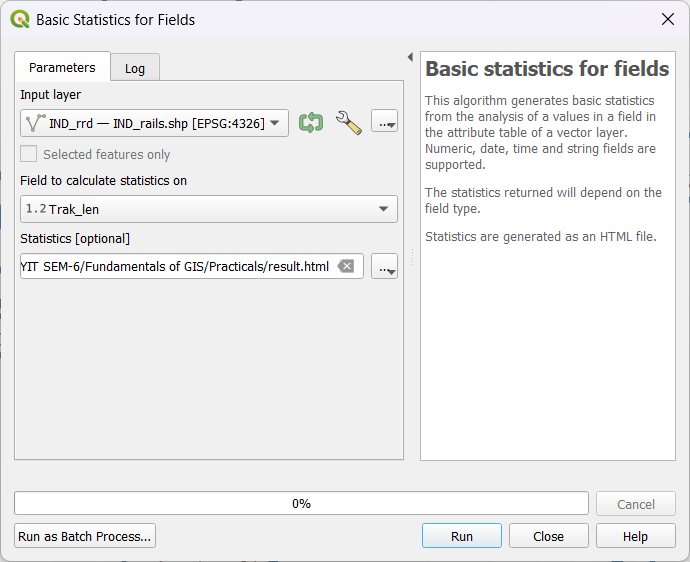 Basic Statistics for Fields
Parameters
Log
Input layer
IND_rrd — IND_rails.shp [EPSG:4326]
...
Selected features only
Field to calculate statistics on
1.2 Trak_len
Statistics [optional]
YIT SEM-6/Fundamentals of GIS/Practicals/result.html
...
Basic statistics for fields
This algorithm generates basic statistics
from the analysis of a values in a field in
the attribute table of a vector layer.
Numeric, date, time and string fields are
supported.
The statistics returned will depend on the
field type.
Statistics are generated as an HTML file.
0%
Cancel
Run as Batch Process...
Run
Close
Help